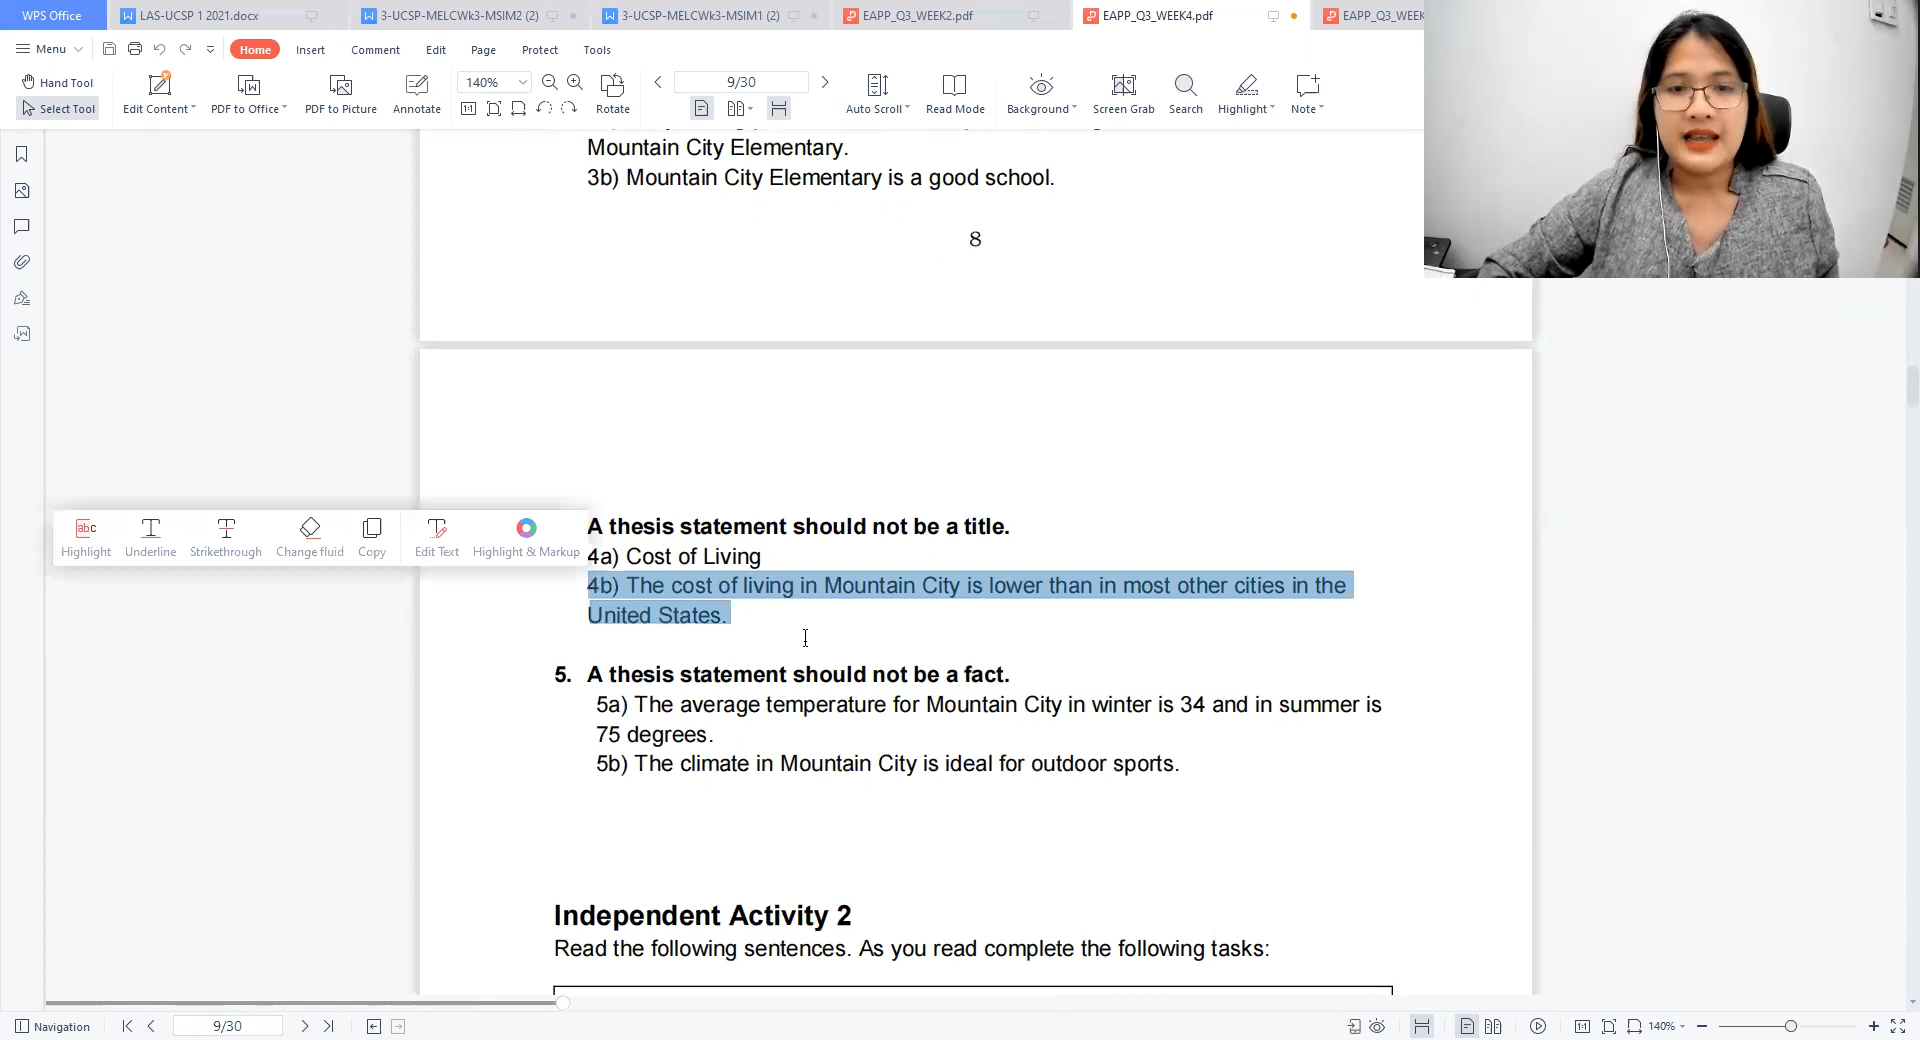 WPS Office
LAS-UCSP 1 2021.docx
3-UCSP-MELCWk3-MSIM2 (2)
3-UCSP-MELCWk3-MSIM1 (2)
EAPP_Q3_WEEK2.pdf
EAPP_Q3_WEEK4.pdf
EAPP_Q3_WEEK
Menu
Home
Insert
Comment
Edit
Page
Protect
Tools
Hand Tool
Select Tool
Edit Content
PDF to Office
PDF to Picture
Annotate
140%
9/30
Rotate
Auto Scroll
Read Mode
Background
Screen Grab
Search
Highlight
Note
Mountain City Elementary.
3b) Mountain City Elementary is a good school.
8
A thesis statement should not be a title.
4a) Cost of Living
4b) The cost of living in Mountain City is lower than in most other cities in the
United States.
abc
Highlight
Underline
Strikethrough
Change fluid
Copy
Edit Text
Highlight & Markup
5. A thesis statement should not be a fact.
5a) The average temperature for Mountain City in winter is 34 and in summer is
75 degrees.
5b) The climate in Mountain City is ideal for outdoor sports.
Independent Activity 2
Read the following sentences. As you read complete the following tasks:
Navigation
9/30
140%